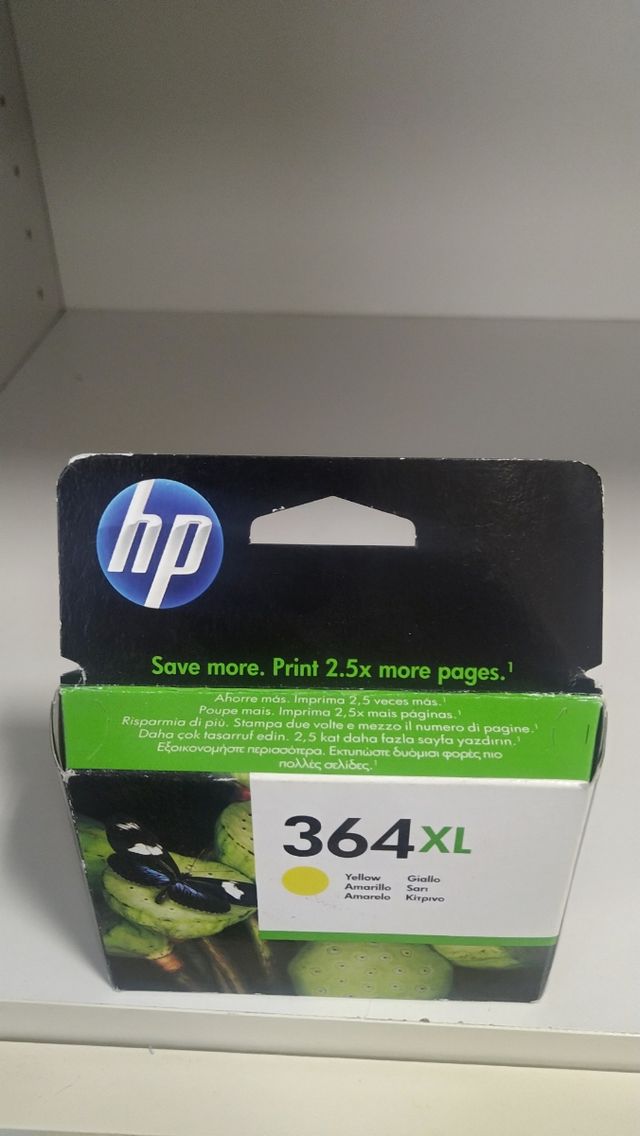 hp
Save more. Print 2.5x more pages.¹
Ahorre más. Imprima 2,5 veces más.¹
Poupe mais. Imprima 2,5x mais páginas.¹
Risparmia di più. Stampa due volte e mezzo il numero di pagine.¹
Daha çok tasarruf edin. 2,5 kat daha fazla sayfa yazdırın.¹
Εξοικονομήστε περισσότερα. Εκτυπώστε δυόμισι φορές πιο
πολλές σελίδες.¹
364XL
Yellow Giallo
Amarillo Sarı
Amarelo Κίτρινο